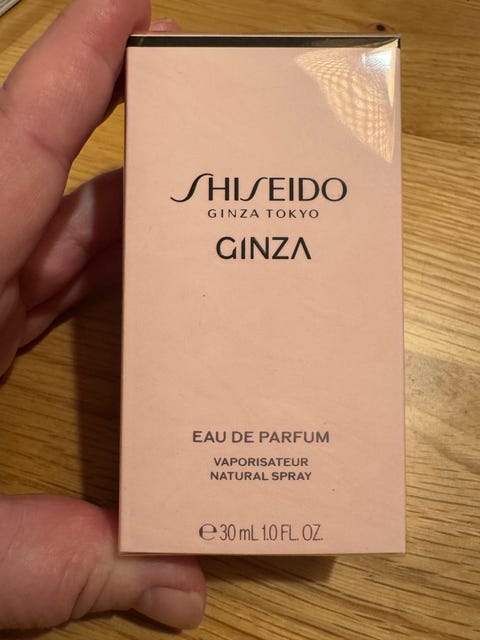 SHISEIDO
GINZA TOKYO
GINZA
EAU DE PARFUM
VAPORISATEUR
NATURAL SPRAY
℮ 30 mL 1.0 FL. OZ.